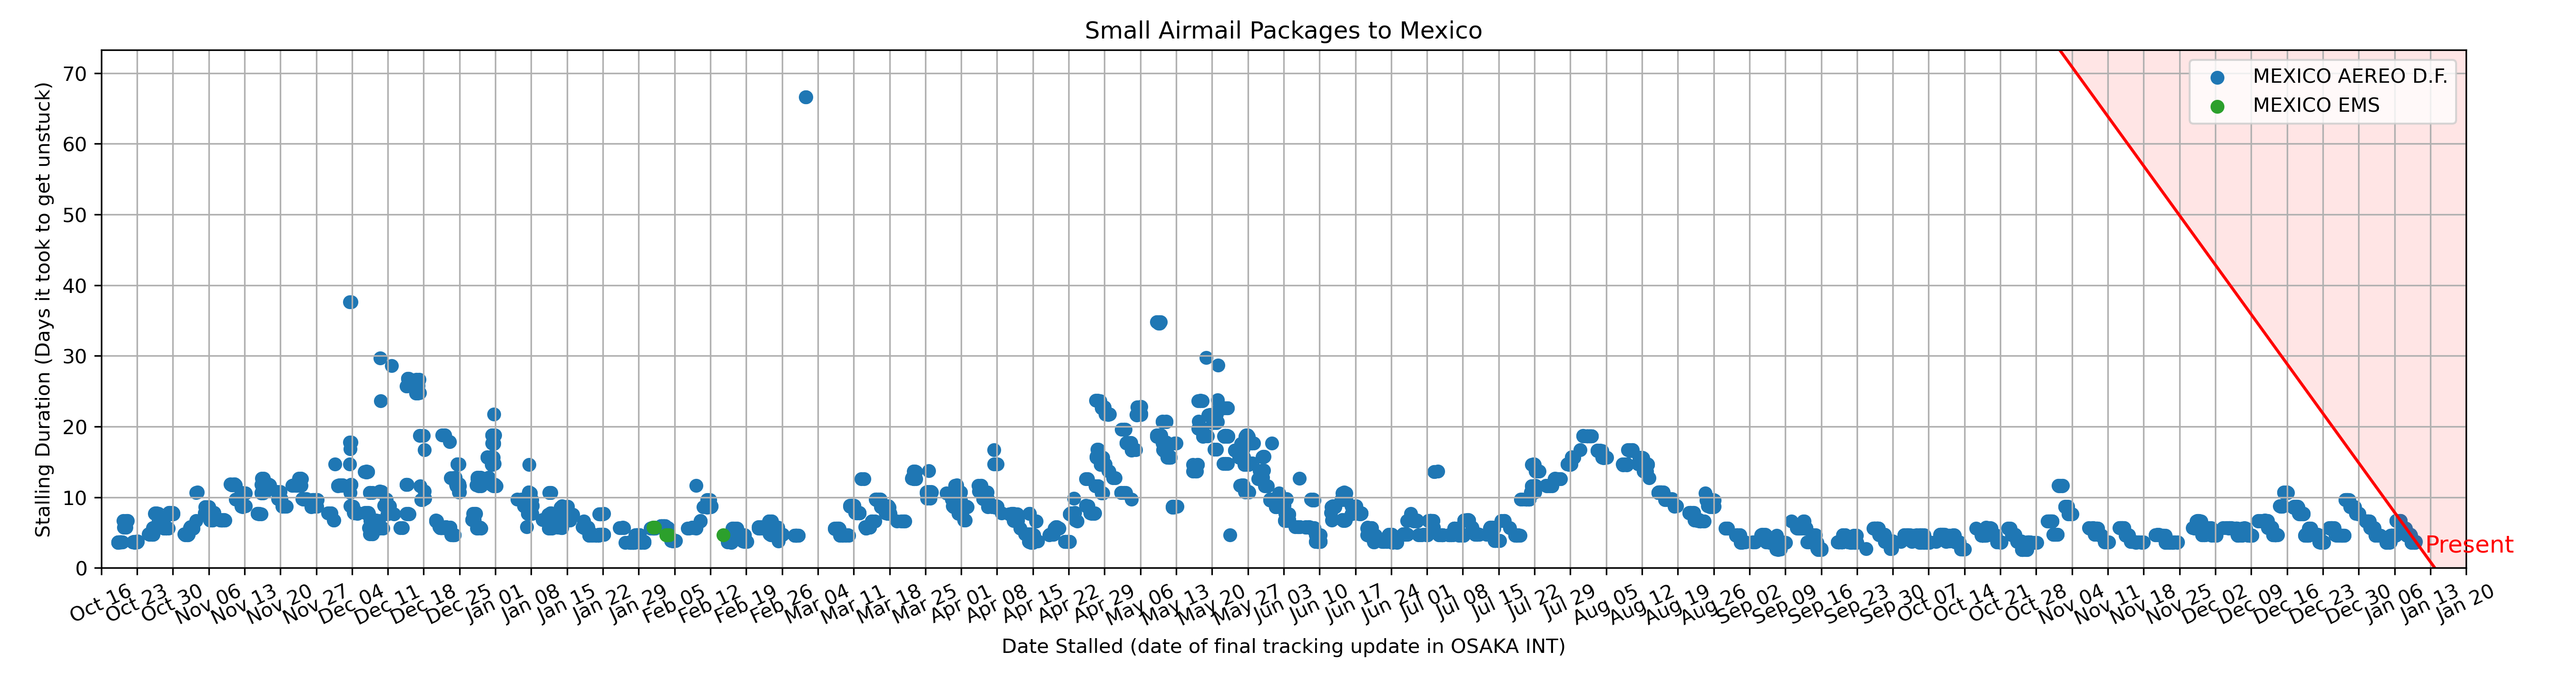 Small Airmail Packages to Mexico
Stalling Duration (Days it took to get unstuck)
70
60
50
40
30
20
10
0
MEXICO AEREO D.F.
MEXICO EMS
Present
Oct 16
Oct 23
Oct 30
Nov 06
Nov 13
Nov 20
Nov 27
Dec 04
Dec 11
Dec 18
Dec 25
Jan 01
Jan 08
Jan 15
Jan 22
Jan 29
Feb 05
Feb 12
Feb 19
Feb 26
Mar 04
Mar 11
Mar 18
Mar 25
Apr 01
Apr 08
Apr 15
Apr 22
Apr 29
May 06
May 13
May 20
May 27
Jun 03
Jun 10
Jun 17
Jun 24
Jul 01
Jul 08
Jul 15
Jul 22
Jul 29
Aug 05
Aug 12
Aug 19
Aug 26
Sep 02
Sep 09
Sep 16
Sep 23
Sep 30
Oct 07
Oct 14
Oct 21
Oct 28
Nov 04
Nov 11
Nov 18
Nov 25
Dec 02
Dec 09
Dec 16
Dec 23
Dec 30
Jan 06
Jan 13
Jan 20
Date Stalled (date of final tracking update in OSAKA INT)